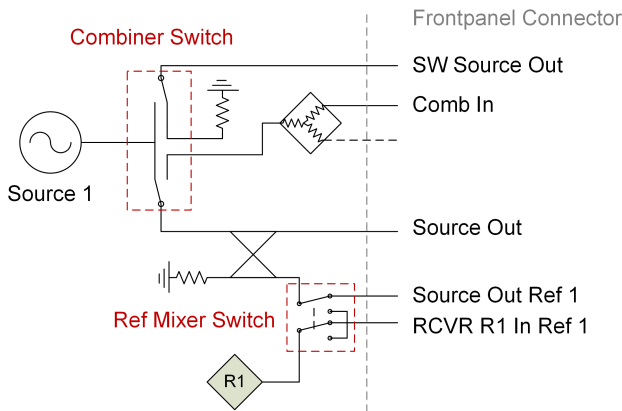 Frontpanel Connector
Combiner Switch
SW Source Out
Comb In
Source 1
Source Out
Source Out Ref 1
Ref Mixer Switch
RCVR R1 In Ref 1
R1